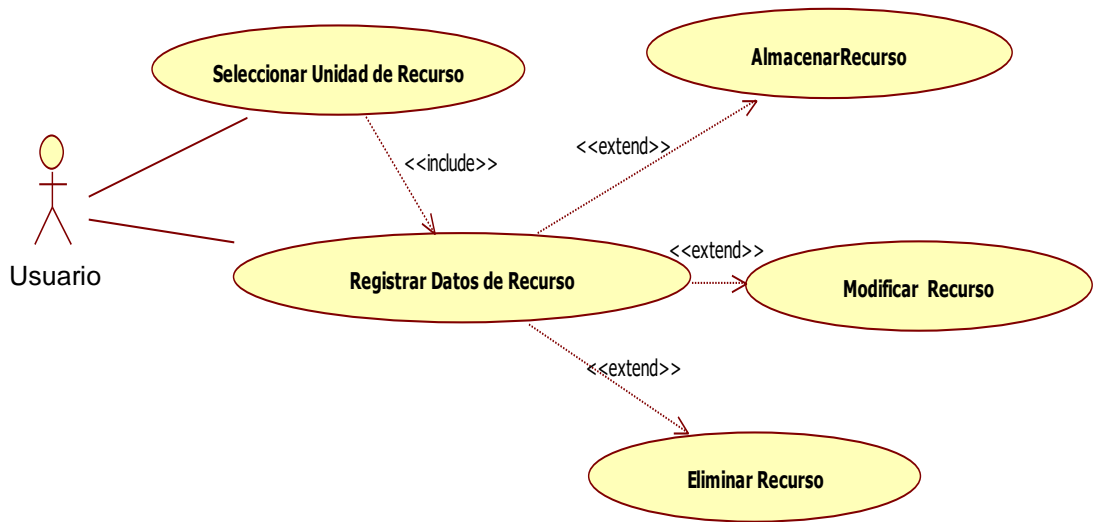 Seleccionar Unidad de Recurso
AlmacenarRecurso
<<extend>>
<<include>>
<<extend>>
Usuario
Registrar Datos de Recurso
Modificar Recurso
<<extend>>
Eliminar Recurso